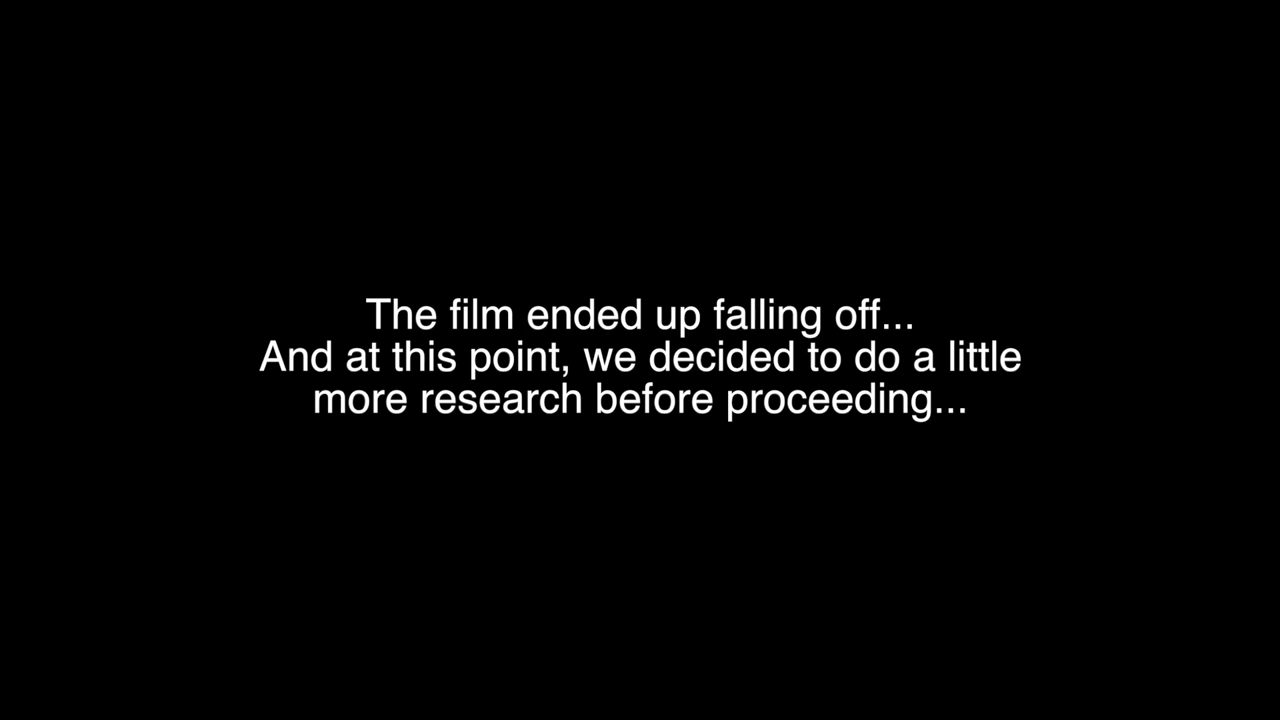 The film ended up falling off...
And at this point, we decided to do a little
more research before proceeding...